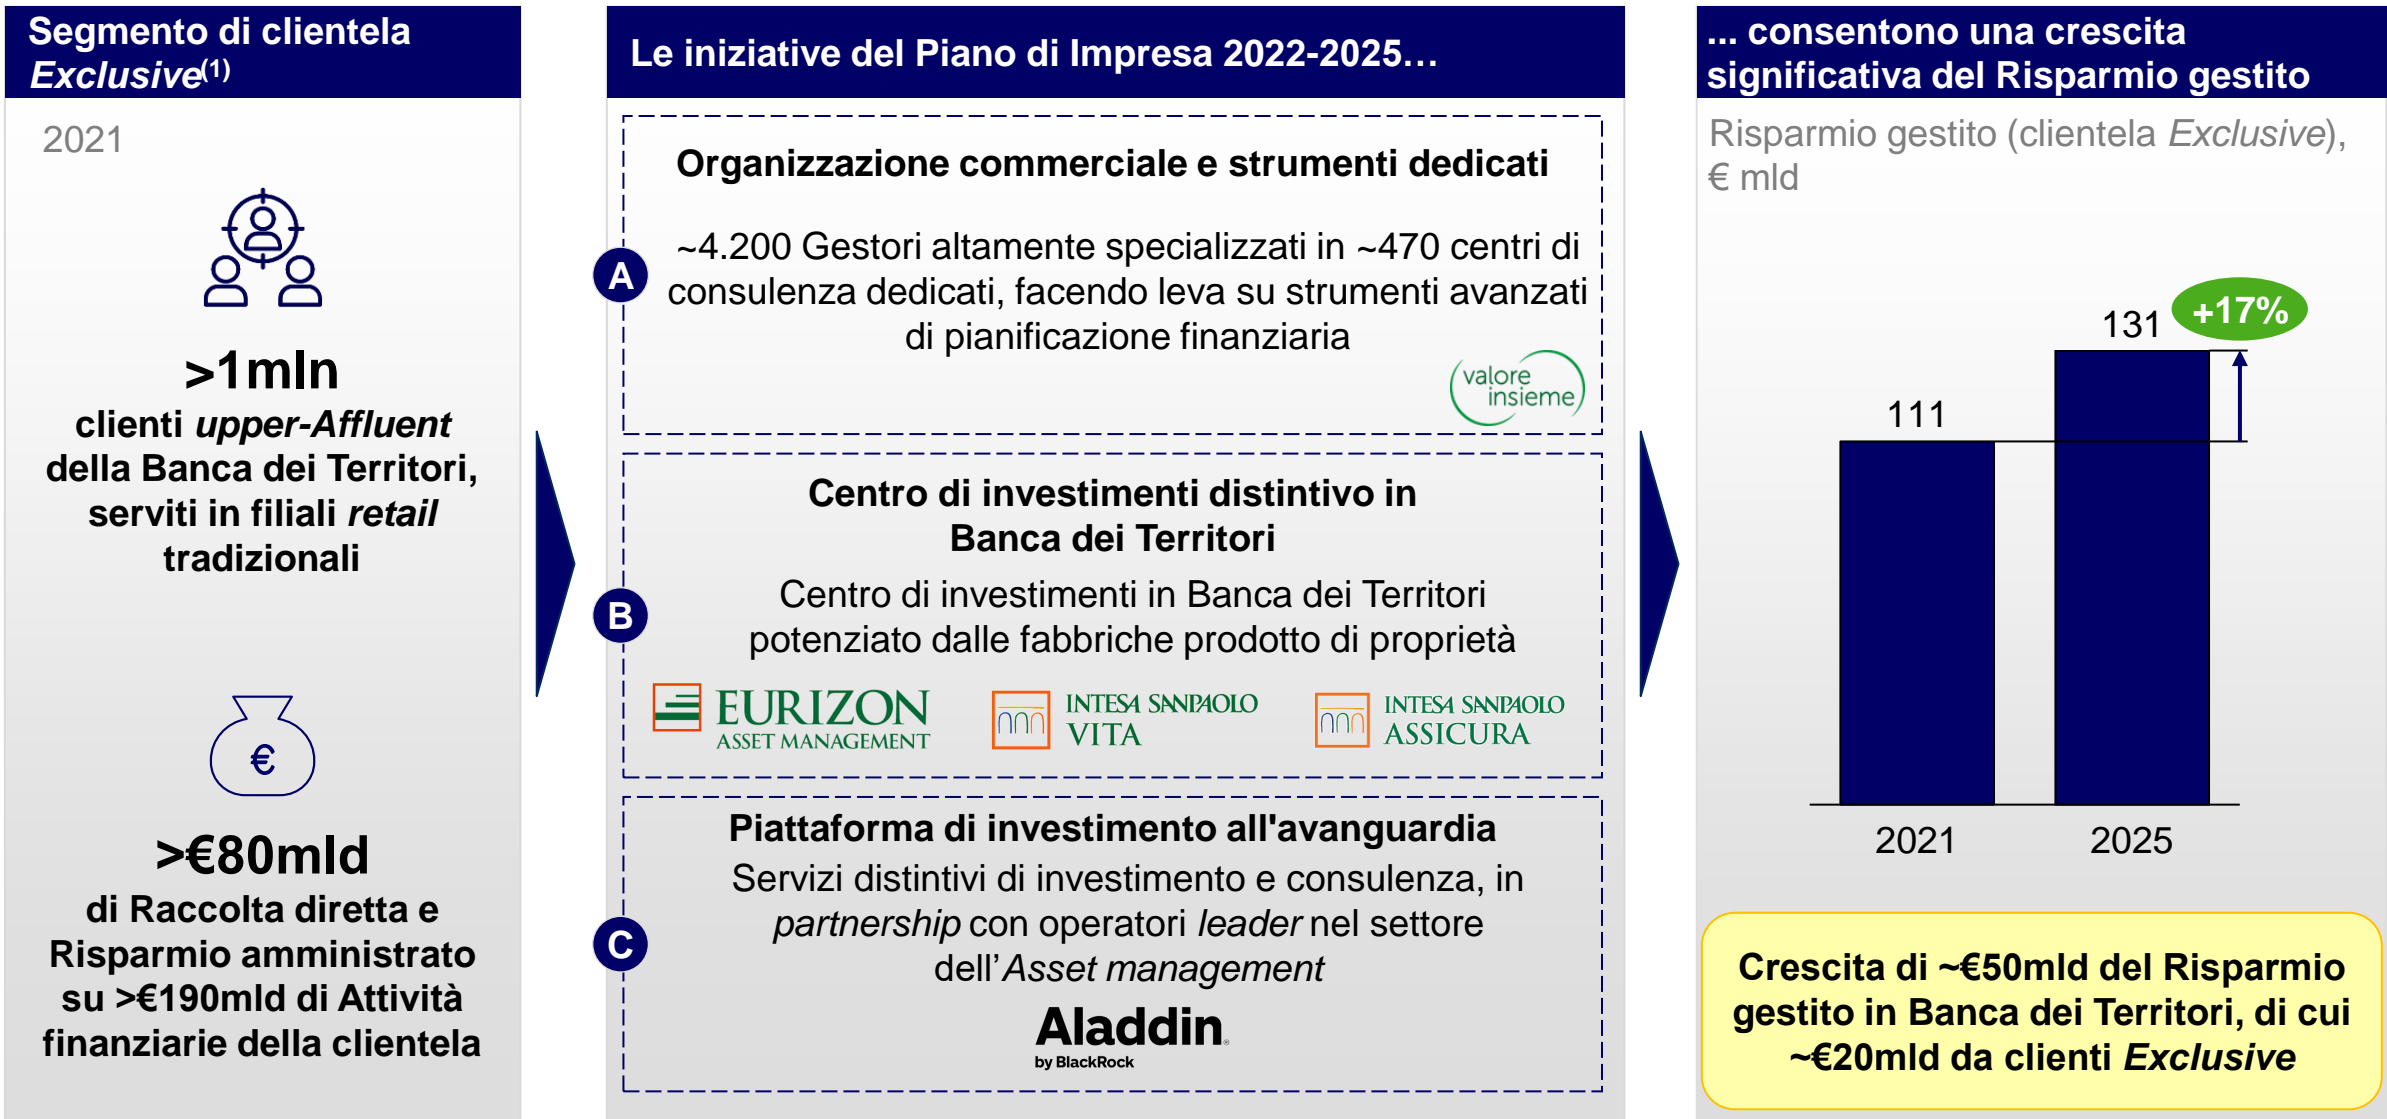 Segmento di clientela
Exclusive(1)
2021
>1mln
clienti upper-Affluent
della Banca dei Territori,
serviti in filiali retail
tradizionali
€
>€80mld
di Raccolta diretta e
Risparmio amministrato
su >€190mld di Attività
finanziarie della clientela
Le iniziative del Piano di Impresa 2022-2025…
A
Organizzazione commerciale e strumenti dedicati
~4.200 Gestori altamente specializzati in ~470 centri di
consulenza dedicati, facendo leva su strumenti avanzati
di pianificazione finanziaria
valore
insieme
B
Centro di investimenti distintivo in
Banca dei Territori
Centro di investimenti in Banca dei Territori
potenziato dalle fabbriche prodotto di proprietà
EURIZON
ASSET MANAGEMENT
INTESA SANPAOLO
VITA
INTESA SANPAOLO
ASSICURA
C
Piattaforma di investimento all'avanguardia
Servizi distintivi di investimento e consulenza, in
partnership con operatori leader nel settore
dell’Asset management
Aladdin®
by BlackRock
... consentono una crescita
significativa del Risparmio gestito
Risparmio gestito (clientela Exclusive),
€ mld
+17%
131
111
2021
2025
Crescita di ~€50mld del Risparmio
gestito in Banca dei Territori, di cui
~€20mld da clienti Exclusive